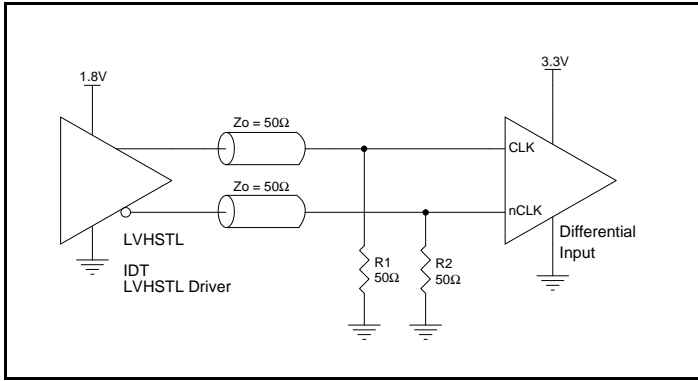 1.8V
3.3V
Zo = 50Ω
CLK
Zo = 50Ω
nCLK
LVHSTL
Differential
Input
IDT
LVHSTL Driver
R1
50Ω
R2
50Ω